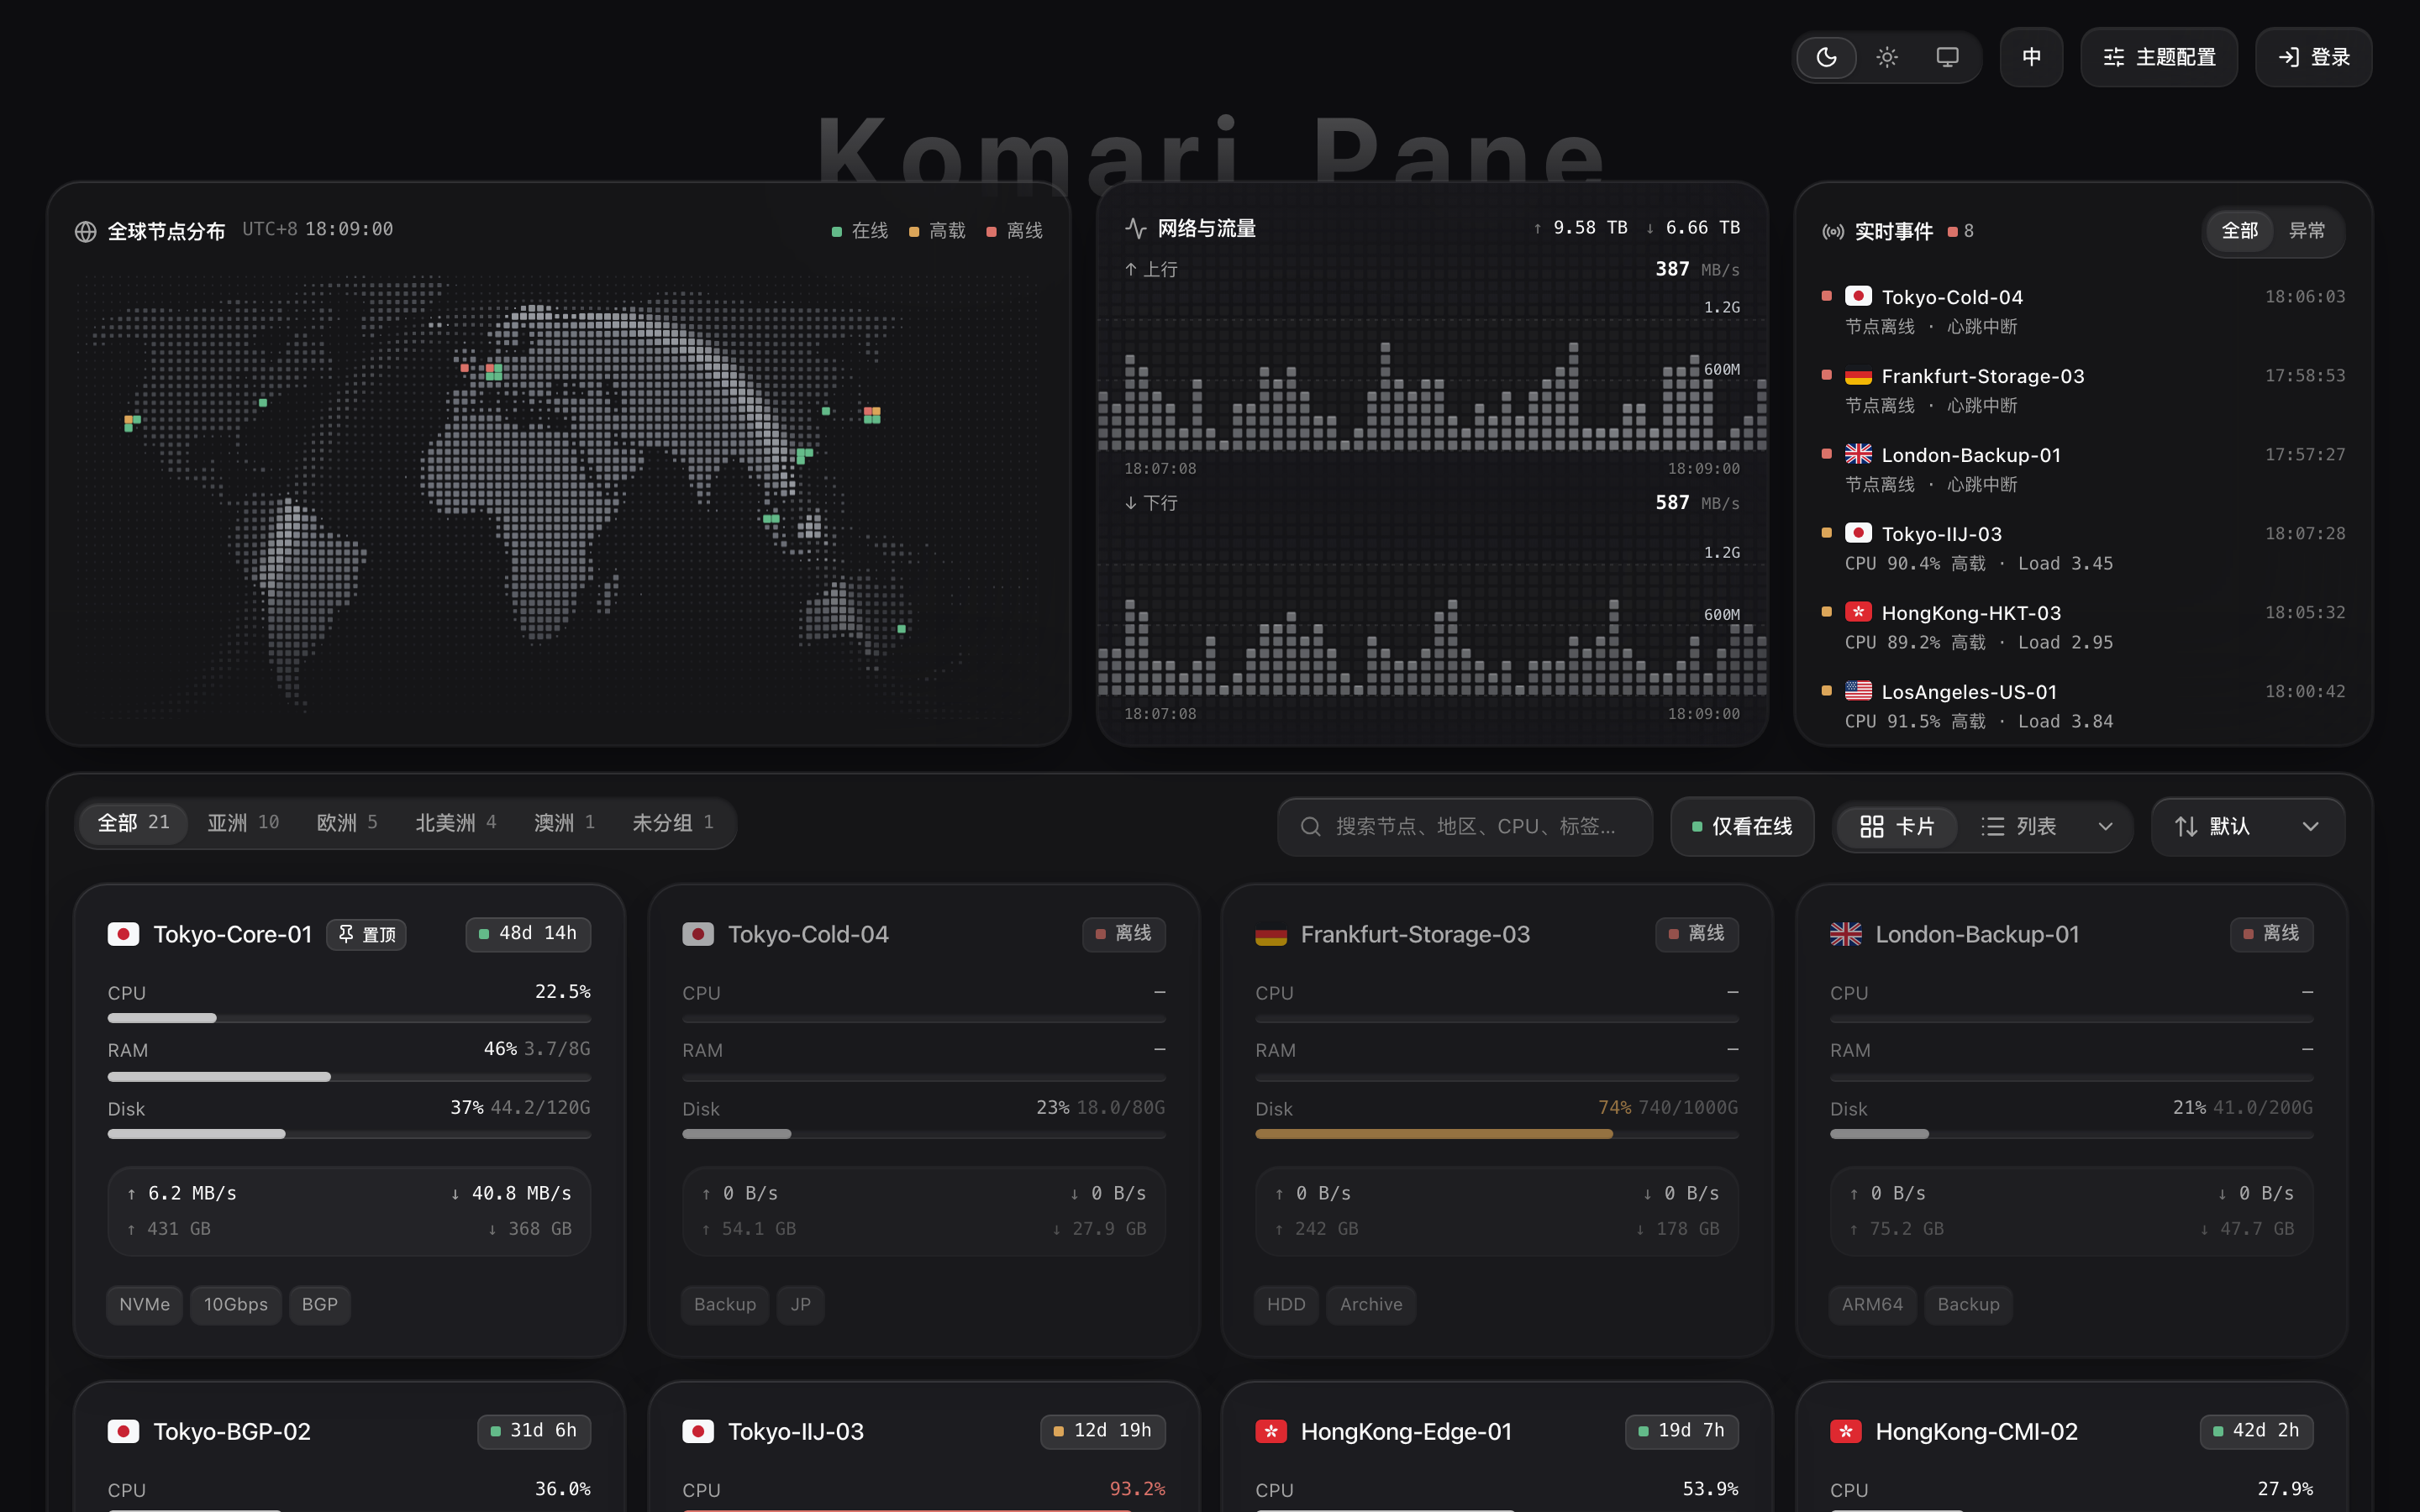 中
主题配置
登录
Komari Pane
全球节点分布 UTC+8 18:09:00
在线 高载 离线
网络与流量 ↑ 9.58 TB ↓ 6.66 TB
↑ 上行 387 MB/s
1.2G
600M
18:07:08 18:09:00
↓ 下行 587 MB/s
1.2G
600M
18:07:08 18:09:00
实时事件 8
全部 异常
Tokyo-Cold-04 18:06:03
节点离线 · 心跳中断
Frankfurt-Storage-03 17:58:53
节点离线 · 心跳中断
London-Backup-01 17:57:27
节点离线 · 心跳中断
Tokyo-IIJ-03 18:07:28
CPU 90.4% 高载 · Load 3.45
HongKong-HKT-03 18:05:32
CPU 89.2% 高载 · Load 2.95
LosAngeles-US-01 18:00:42
CPU 91.5% 高载 · Load 3.84
全部 21 亚洲 10 欧洲 5 北美洲 4 澳洲 1 未分组 1
搜索节点、地区、CPU、标签...
仅看在线
卡片 列表
默认
Tokyo-Core-01 置顶 48d 14h
CPU 22.5%
RAM 46% 3.7/8G
Disk 37% 44.2/120G
↑ 6.2 MB/s ↓ 40.8 MB/s
↑ 431 GB ↓ 368 GB
NVMe 10Gbps BGP
Tokyo-Cold-04 离线
CPU —
RAM —
Disk 23% 18.0/80G
↑ 0 B/s ↓ 0 B/s
↑ 54.1 GB ↓ 27.9 GB
Backup JP
Frankfurt-Storage-03 离线
CPU —
RAM —
Disk 74% 740/1000G
↑ 0 B/s ↓ 0 B/s
↑ 242 GB ↓ 178 GB
HDD Archive
London-Backup-01 离线
CPU —
RAM —
Disk 21% 41.0/200G
↑ 0 B/s ↓ 0 B/s
↑ 75.2 GB ↓ 47.7 GB
ARM64 Backup
Tokyo-BGP-02 31d 6h
CPU 36.0%
Tokyo-IIJ-03 12d 19h
CPU 93.2%
HongKong-Edge-01 19d 7h
CPU 53.9%
HongKong-CMI-02 42d 2h
CPU 27.9%